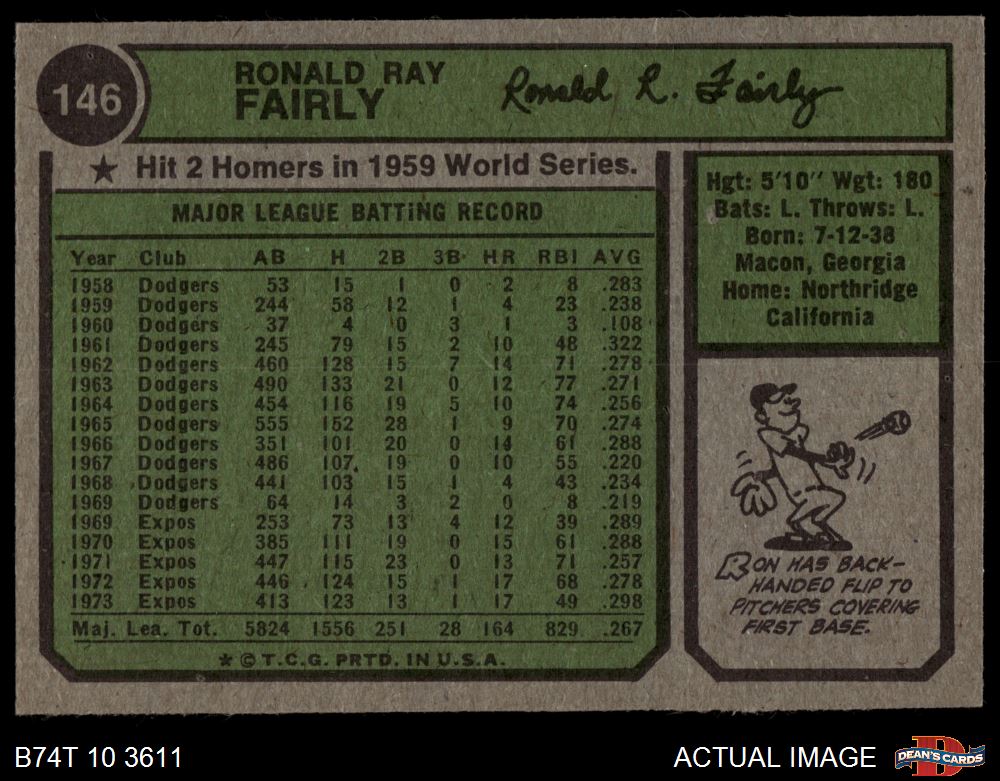 146
RONALD RAY
FAIRLY
Ronald R. Fairly
★ Hit 2 Homers in 1959 World Series.
MAJOR LEAGUE BATTING RECORD
Year Club AB H 2B 3B HR RBI AVG
1958 Dodgers 53 15 1 0 2 8 .283
1959 Dodgers 244 58 12 1 4 23 .238
1960 Dodgers 37 4 0 3 1 3 .108
1961 Dodgers 245 79 15 2 10 48 .322
1962 Dodgers 460 128 15 7 14 71 .278
1963 Dodgers 490 133 21 0 12 77 .271
1964 Dodgers 454 116 19 5 10 74 .256
1965 Dodgers 555 152 28 1 9 70 .274
1966 Dodgers 351 101 20 0 14 61 .288
1967 Dodgers 486 107 19 0 10 55 .220
1968 Dodgers 441 103 15 1 4 43 .234
1969 Dodgers 64 14 3 2 0 8 .219
1969 Expos 253 73 13 4 12 39 .289
1970 Expos 385 111 19 0 15 61 .288
1971 Expos 447 115 23 0 13 71 .257
1972 Expos 446 124 15 1 17 68 .278
1973 Expos 413 123 13 1 17 49 .298
Maj. Lea. Tot. 5824 1556 251 28 164 829 .267
★ © T.C.G. PRTD. IN U.S.A.
Hgt: 5'10" Wgt: 180
Bats: L. Throws: L.
Born: 7-12-38
Macon, Georgia
Home: Northridge
California
RON HAS BACK-
HANDED FLIP TO
PITCHERS COVERING
FIRST BASE.
B74T 10 3611
ACTUAL IMAGE
D
DEAN'S CARDS